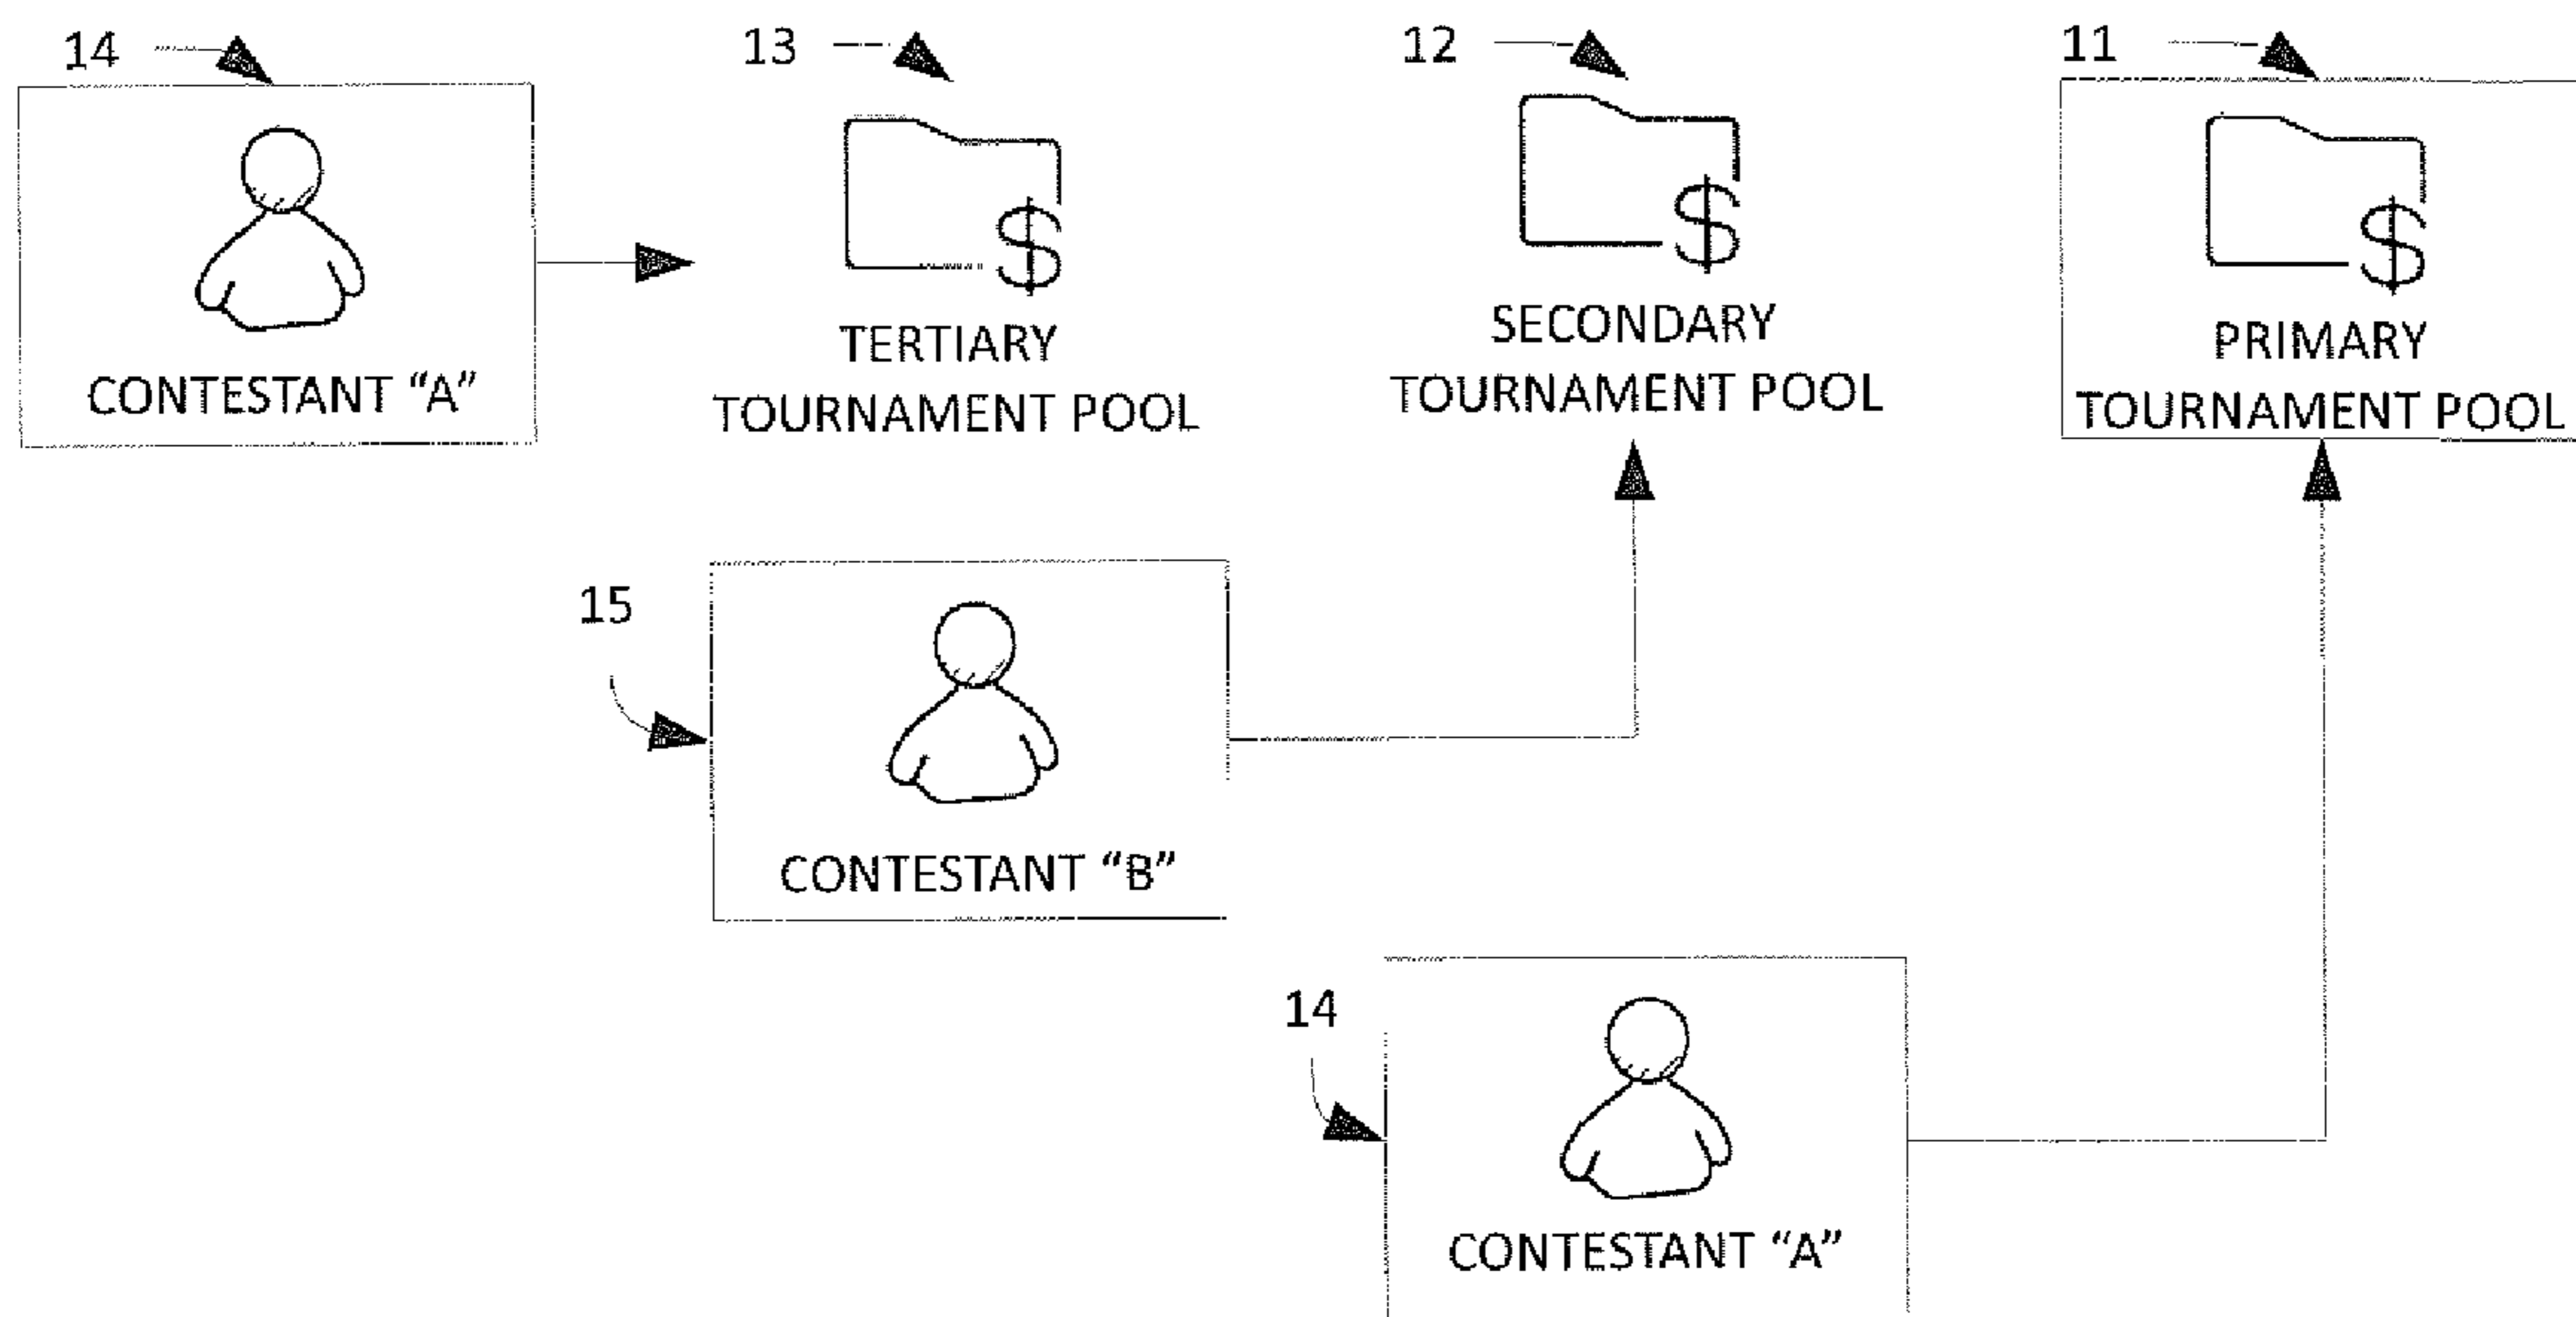 14
13
12
11
CONTESTANT “A”
TERTIARY
TOURNAMENT POOL
SECONDARY
TOURNAMENT POOL
PRIMARY
TOURNAMENT POOL
15
CONTESTANT “B”
14
CONTESTANT “A”